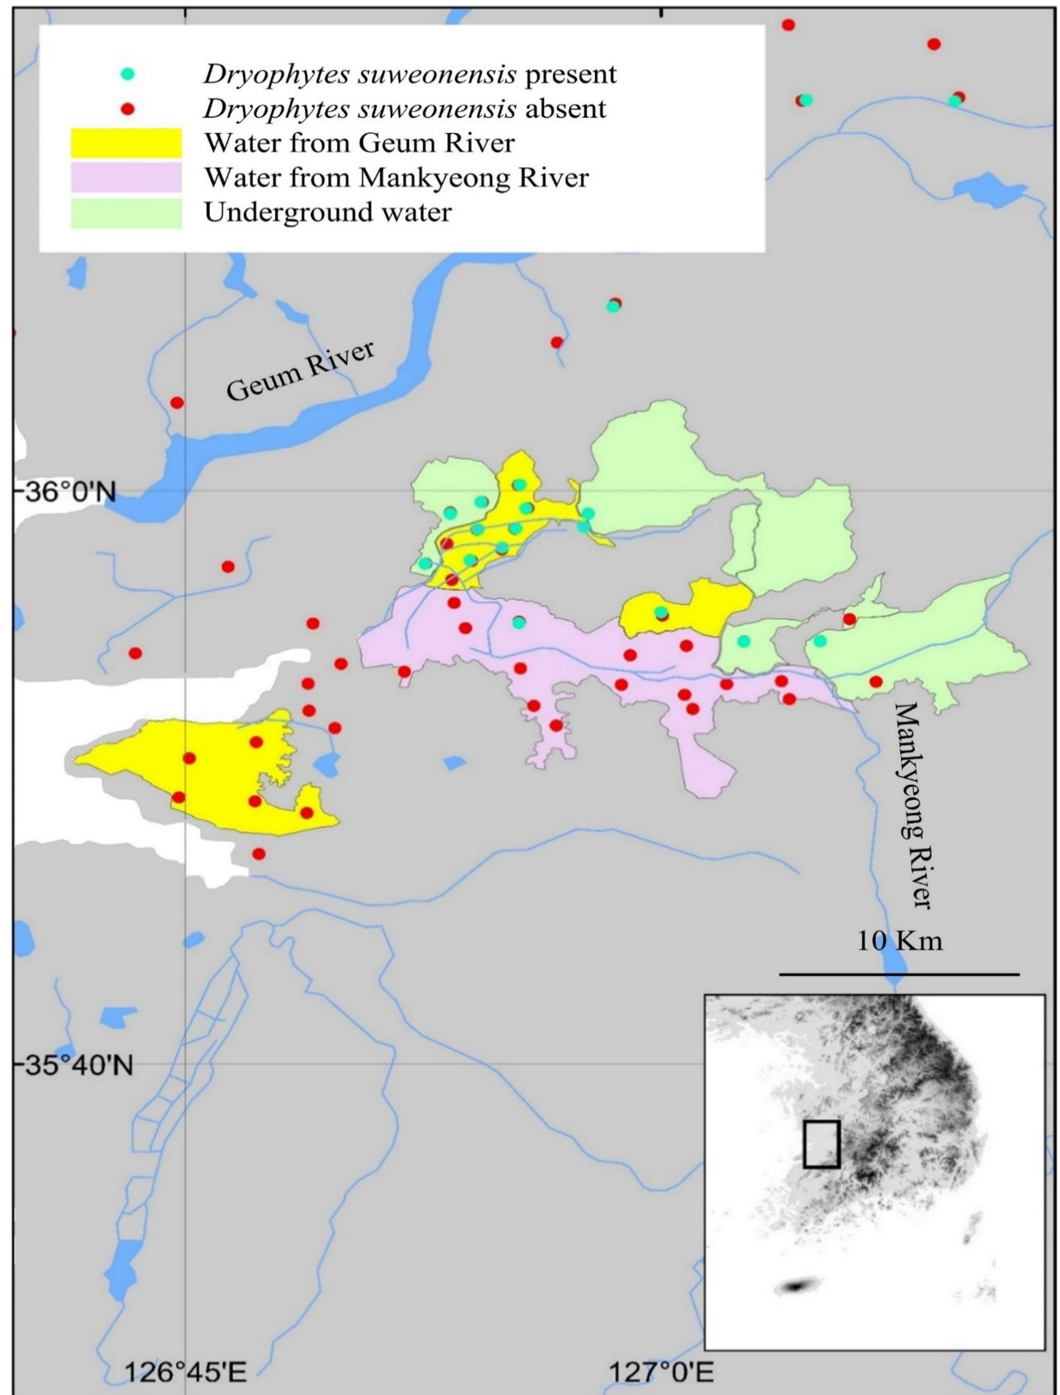 Dryophytes suweonensis present
Dryophytes suweonensis absent
Water from Geum River
Water from Mankyeong River
Underground water
Geum River
36°0'N
Mankyeong River
10 Km
35°40'N
126°45'E
127°0'E